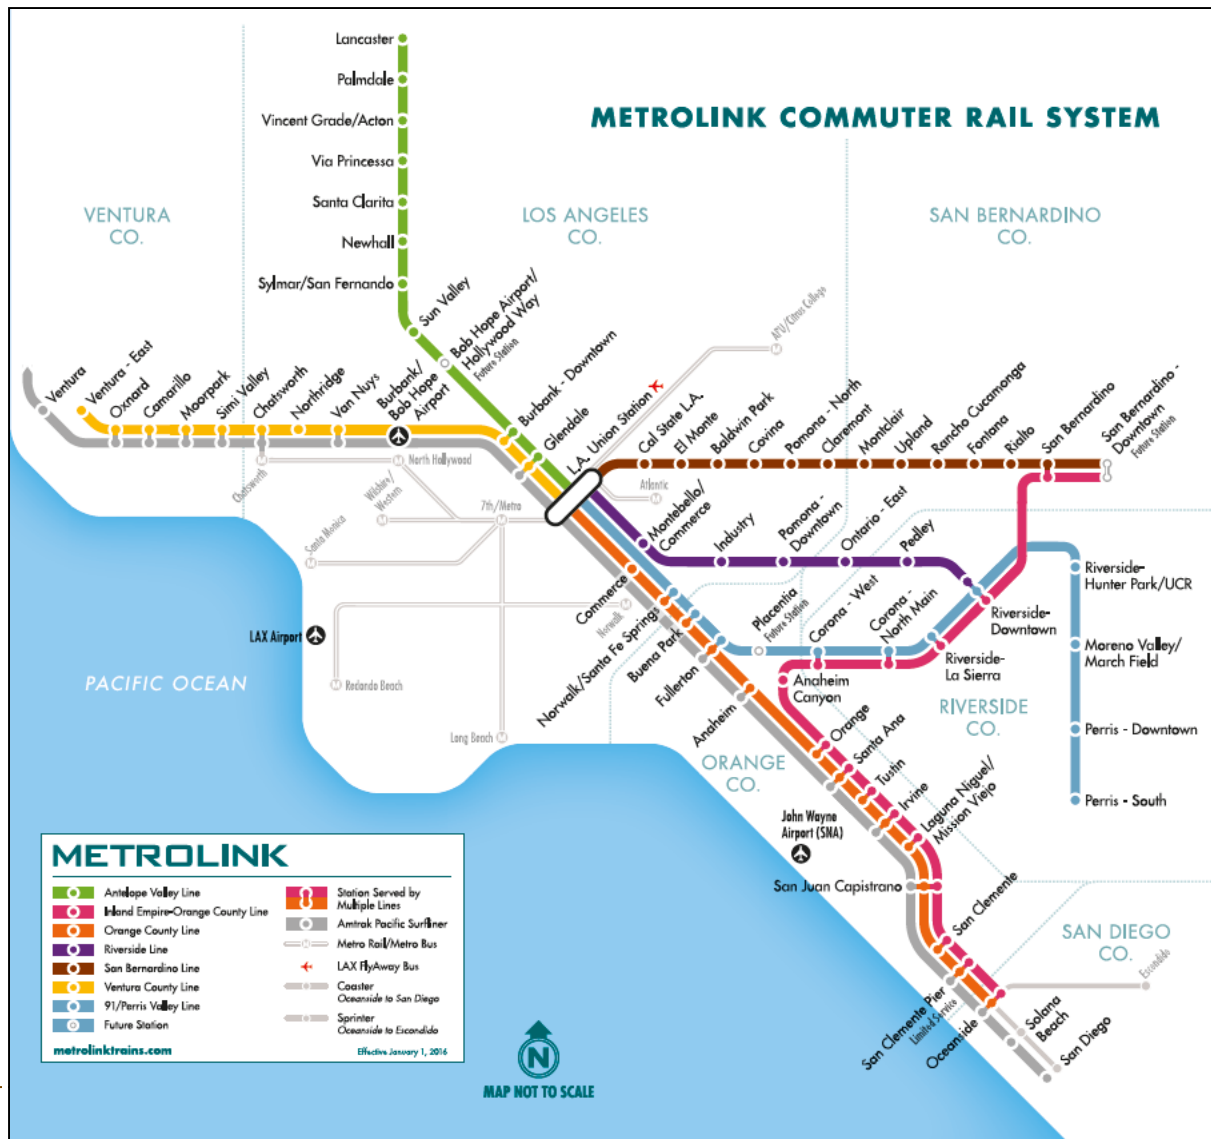 METROLINK COMMUTER RAIL SYSTEM
VENTURA
CO.
LOS ANGELES
CO.
SAN BERNARDINO
CO.
Lancaster
Palmdale
Vincent Grade/Acton
Via Princessa
Santa Clarita
Newhall
Sylmar/San Fernando
Sun Valley
Bob Hope Airport/
Hollywood Way
Future Station
Burbank - Downtown
Glendale
L.A. Union Station
APU/Citrus College
Ventura
Ventura - East
Oxnard
Camarillo
Moorpark
Simi Valley
Chatsworth
Northridge
Van Nuys
Burbank/
Bob Hope
Airport
Cal State L.A.
El Monte
Baldwin Park
Covina
Pomona - North
Claremont
Montclair
Upland
Rancho Cucamonga
Fontana
Rialto
San Bernardino
San Bernardino -
Downtown
Future Station
M
Chatsworth
M
North Hollywood
M
Wilshire/
Western
M
7th/Metro
M
Santa Monica
M
Atlantic
M
Norwalk
M
Redondo Beach
M
Long Beach
M
LAX Airport
Montebello/
Commerce
Industry
Pomona -
Downtown
Ontario - East
Pedley
Riverside-
Downtown
Riverside-
Hunter Park/UCR
Moreno Valley/
March Field
Perris - Downtown
Perris - South
Commerce
Norwalk/Santa Fe Springs
Buena Park
Fullerton
Anaheim
Placentia
Future Station
Corona - West
Corona -
North Main
Riverside-
La Sierra
Anaheim
Canyon
RIVERSIDE
CO.
PACIFIC OCEAN
ORANGE
CO.
Orange
Santa Ana
Tustin
Irvine
Laguna Niguel/
Mission Viejo
John Wayne
Airport (SNA)
San Juan Capistrano
San Clemente
San Clemente Pier
Limited Service
Oceanside
SAN DIEGO
CO.
Escondido
Solana
Beach
San Diego
METROLINK
Antelope Valley Line
Inland Empire-Orange County Line
Orange County Line
Riverside Line
San Bernardino Line
Ventura County Line
91/Perris Valley Line
Future Station
Station Served by
Multiple Lines
Amtrak Pacific Surfliner
M
Metro Rail/Metro Bus
LAX FlyAway Bus
Coaster
Oceanside to San Diego
Sprinter
Oceanside to Escondido
metrolinktrains.com
Effective January 1, 2016
N
MAP NOT TO SCALE